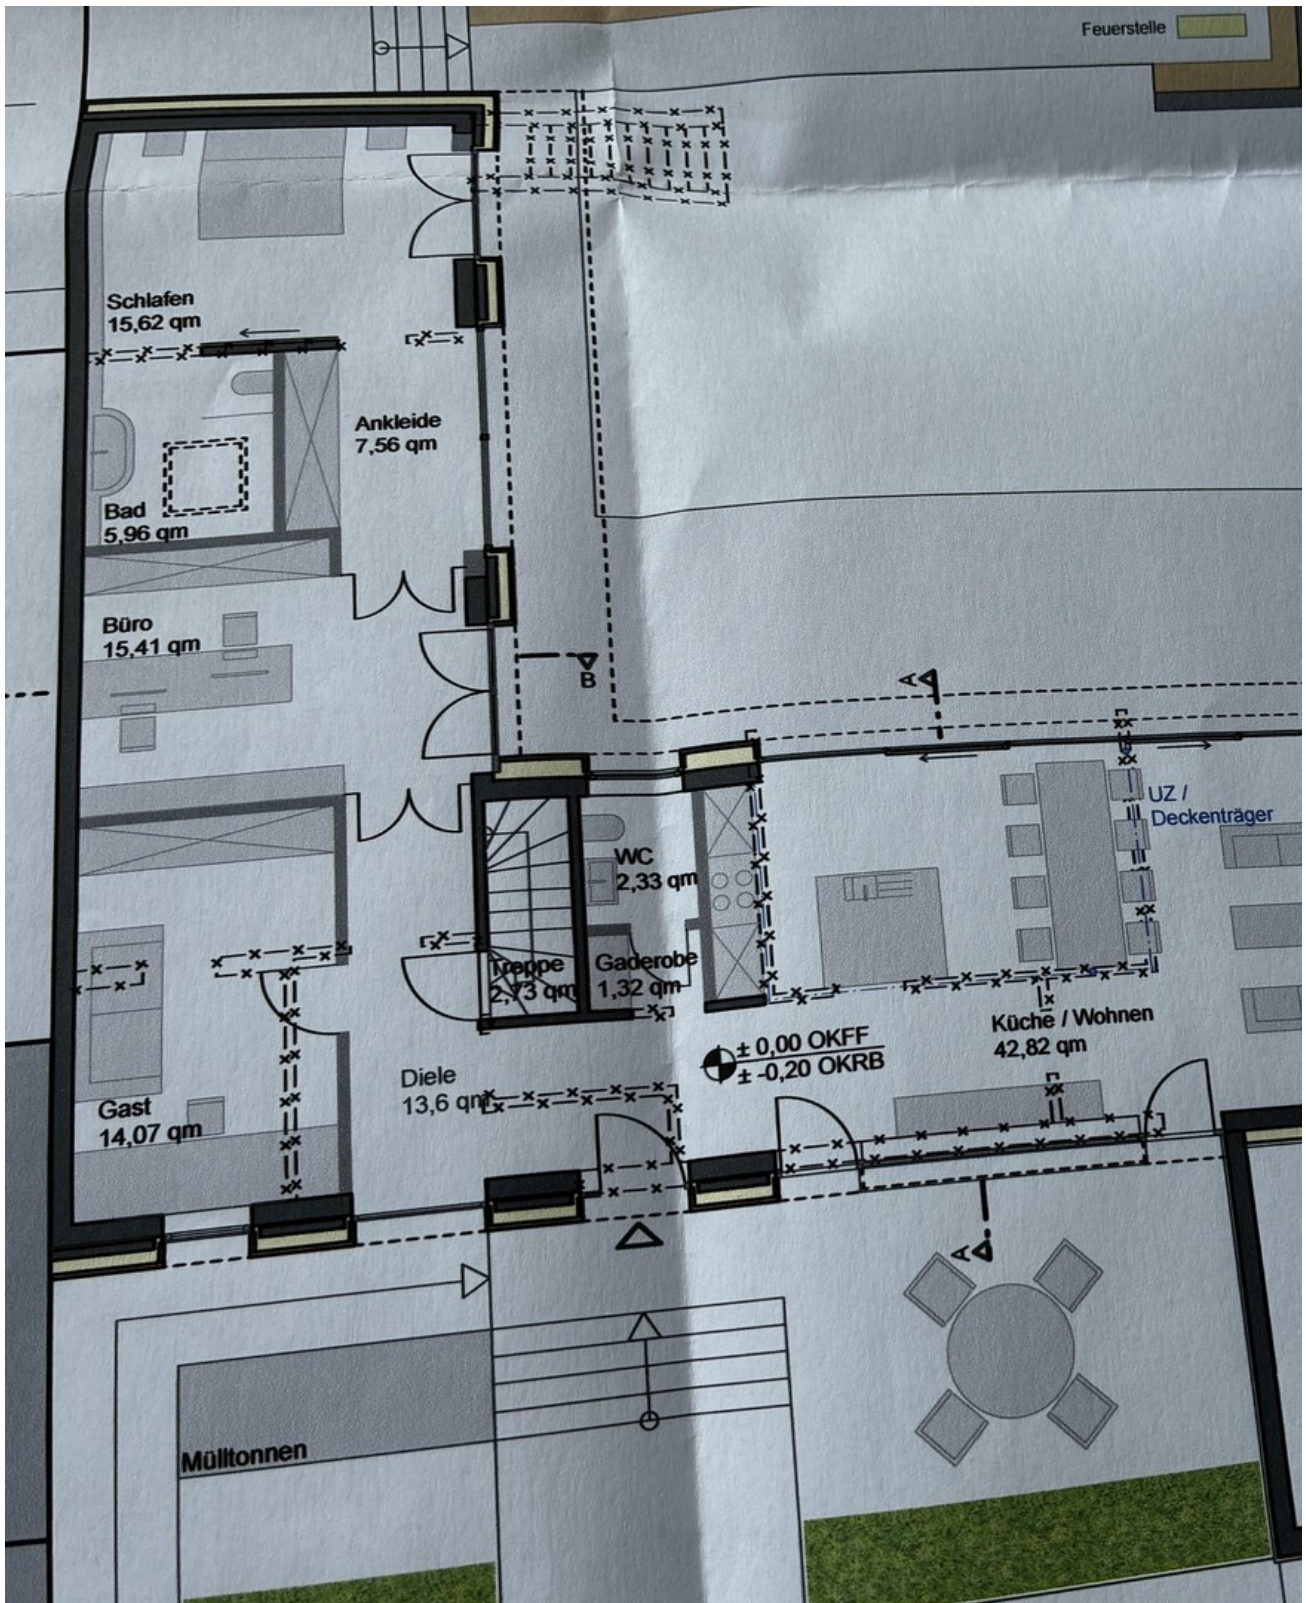 Feuerstelle
Schlafen
15,62 qm
Ankleide
7,56 qm
Bad
5,96 qm
Büro
15,41 qm
B
A
UZ /
Deckenträger
WC
2,33 qm
Treppe
2,73 qm
Gaderobe
1,32 qm
Küche / Wohnen
42,82 qm
± 0,00 OKFF
± -0,20 OKRB
Diele
13,6 qm
Gast
14,07 qm
A
Mülltonnen